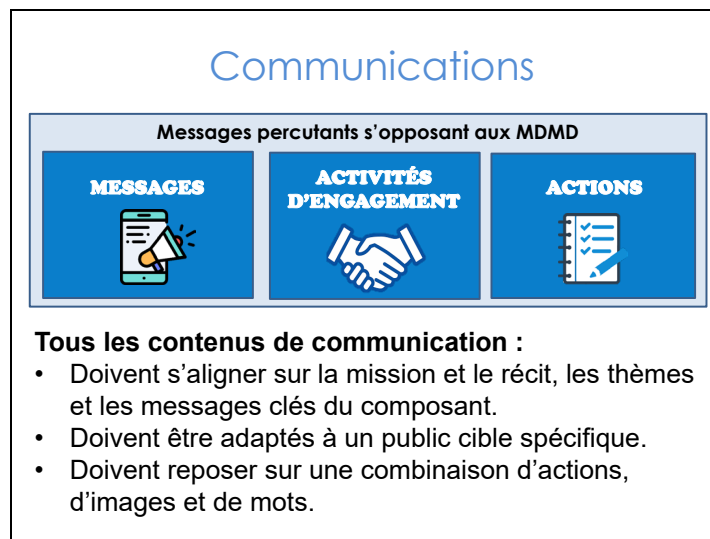 Communications
Messages percutants s’opposant aux MDMD
MESSAGES
ACTIVITÉS
D’ENGAGEMENT
ACTIONS
Tous les contenus de communication :
• Doivent s’aligner sur la mission et le récit, les thèmes
et les messages clés du composant.
• Doivent être adaptés à un public cible spécifique.
• Doivent reposer sur une combinaison d’actions,
d’images et de mots.